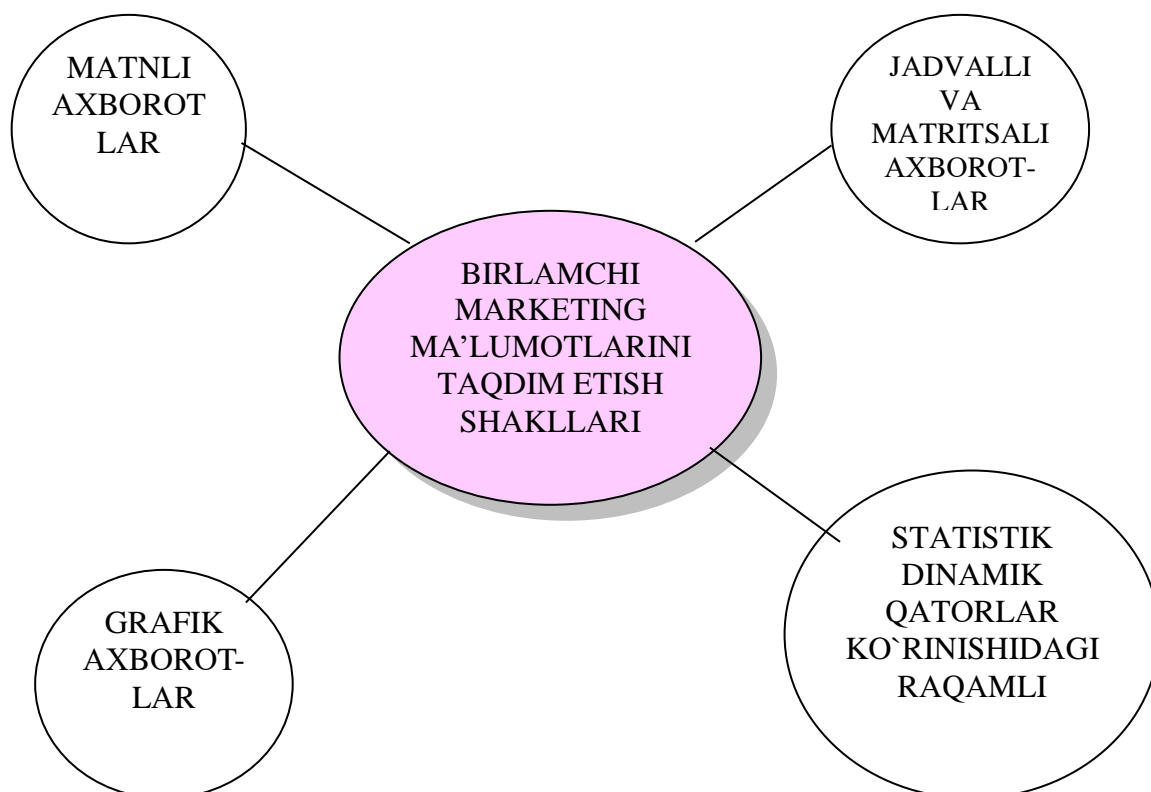 MATNLI
AXBOROT
LAR
JADVALLI
VA
MATRITSALI
AXBOROT-
LAR
BIRLAMCHI
MARKETING
MA’LUMOTLARINI
TAQDIM ETISH
SHAKLLARI
GRAFIK
AXBOROT-
LAR
STATISTIK
DINAMIK
QATORLAR
KO`RINISHIDAGI
RAQAMLI